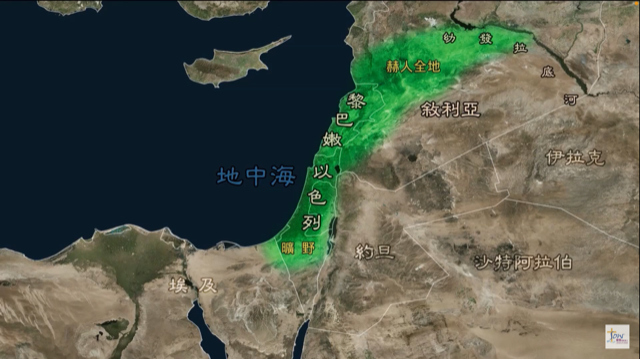 幼發拉底河
赫人全地
黎巴嫩
敘利亞
伊拉克
地中海
以色列
曠野
約旦
沙特阿拉伯
埃及